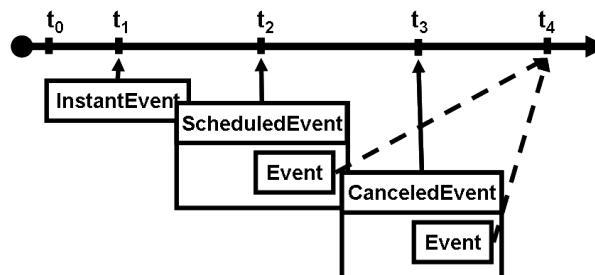 t0 t1 t2 t3 t4
InstantEvent
ScheduledEvent
Event
CanceledEvent
Event